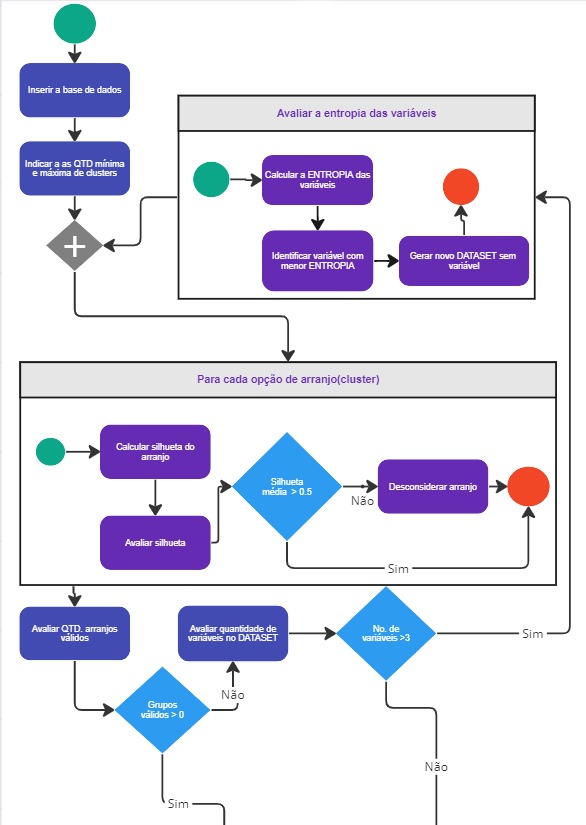 Inserir a base de dados
Indicar a as QTD mínima
e máxima de clusters
Avaliar a entropia das variáveis
Calcular a ENTROPIA das
variáveis
Identificar variável com
menor ENTROPIA
Gerar novo DATASET sem
variável
Para cada opção de arranjo(cluster)
Calcular silhueta do
arranjo
Avaliar silhueta
Silhueta
média > 0.5
Não
Desconsiderar arranjo
Sim
Avaliar QTD. arranjos
válidos
Avaliar quantidade de
variáveis no DATASET
No. de
variáveis >3
Sim
Grupos
válidos > 0
Não
Não
Sim